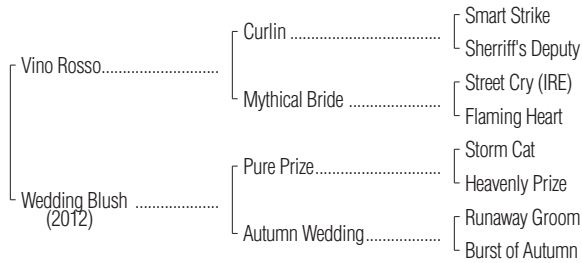 Smart Strike
Curlin ........................................
Sherriff's Deputy
Vino Rosso................................
Street Cry (IRE)
Mythical Bride ........................
Flaming Heart
Storm Cat
Pure Prize.................................
Heavenly Prize
Wedding Blush .......................
(2012)
Runaway Groom
Autumn Wedding....................
Burst of Autumn